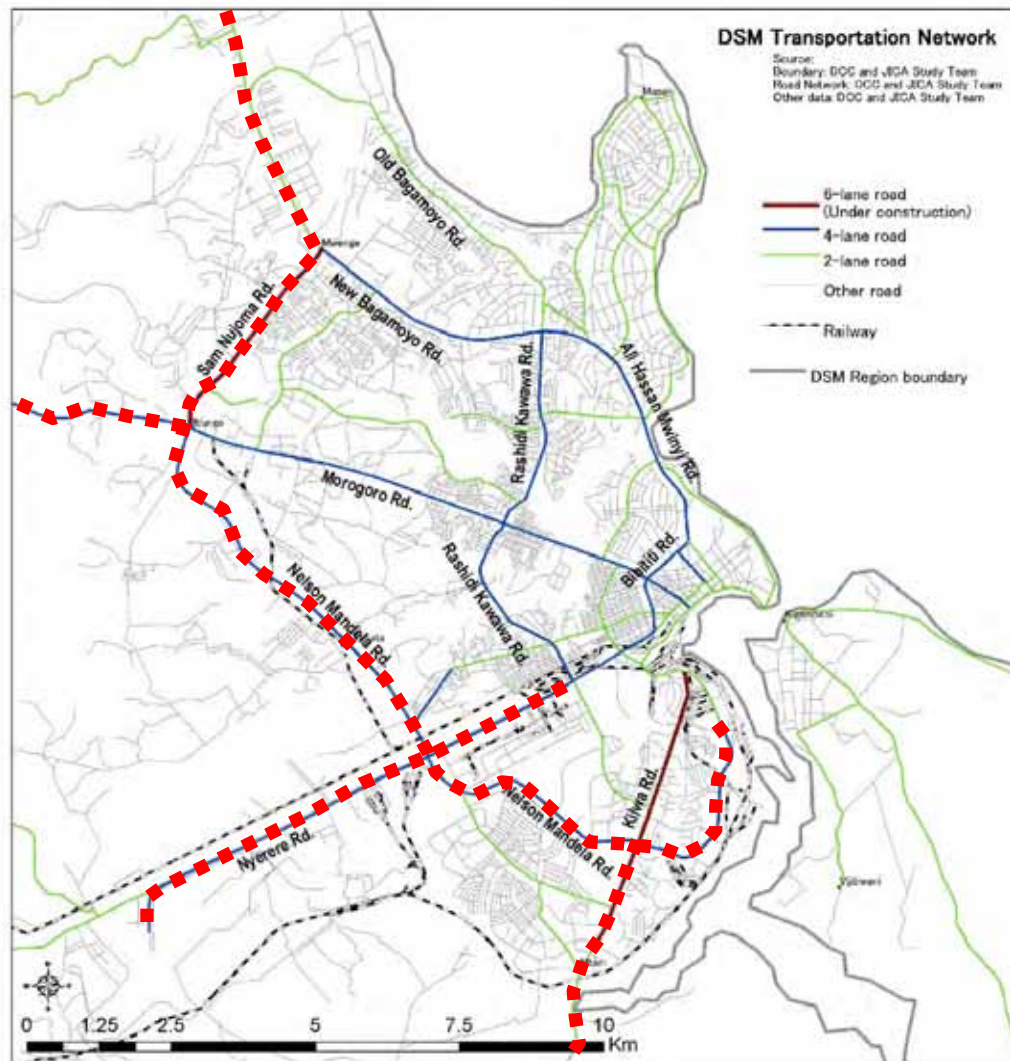 DSM Transportation Network
Source:
Boundary: DCC and JICA Study Team
Road Network: DCC and JICA Study Team
Other data: DCC and JICA Study Team
6-lane road
(Under construction)
4-lane road
2-lane road
Other road
Railway
DSM Region boundary
Old Bagamoyo Rd.
Mwenge
New Bagamoyo Rd.
Sam Nujoma Rd.
Ali Hassan Mwinyi Rd.
Rashidi Kawawa Rd.
Morogoro Rd.
Bibititi Rd.
Rashidi Kawawa Rd.
Nelson Mandela Rd.
Kilwa Rd.
Nelson Mandela Rd.
Nyerere Rd.
0 1.25 2.5 5 7.5 10
Km